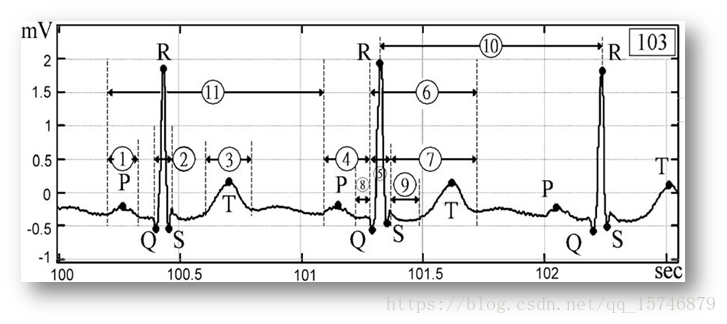 mV
103
R R R
⑩
2
1.5 ⑪ ⑥
1
0.5 ① ② ③ ④ ⑤ ⑦
P T P ⑧ ⑨ T P T
0
-0.5
Q S Q S Q S
-1
100 100.5 101 101.5 102 sec
https://blog.csdn.net/qq_15746879